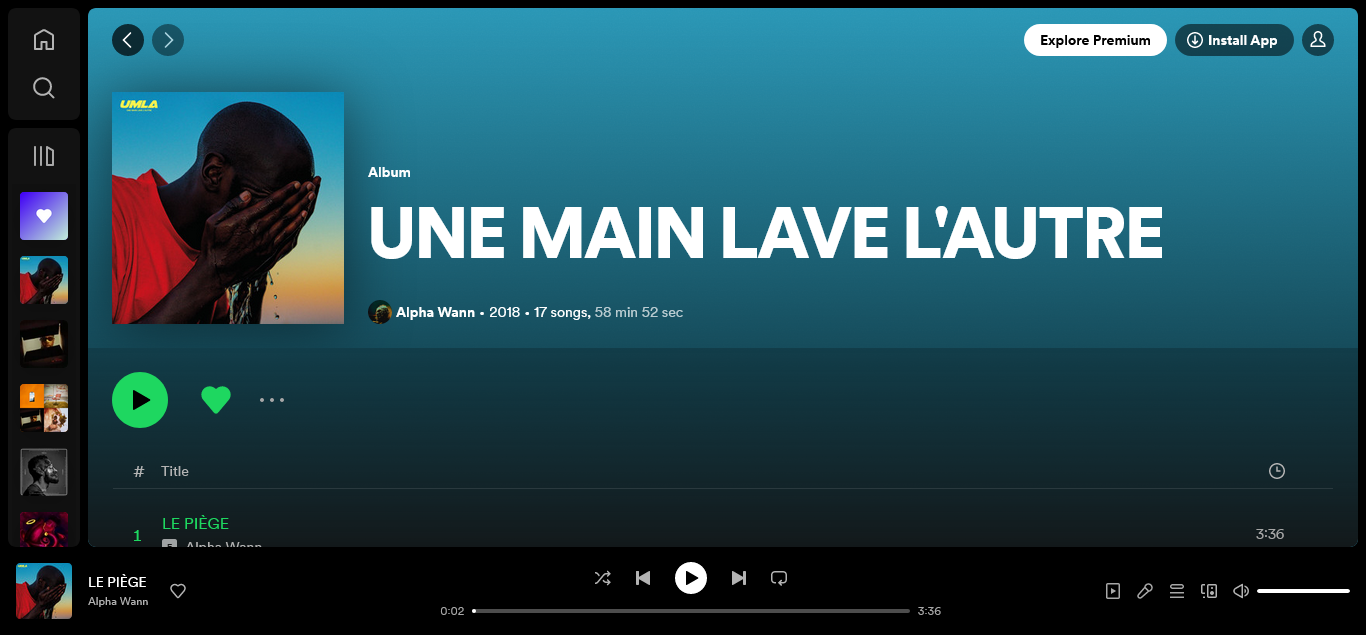 Explore Premium
Install App
UMLA
Album
UNE MAIN LAVE L'AUTRE
Alpha Wann • 2018 • 17 songs, 58 min 52 sec
# Title
1 LE PIÈGE 3:36
E Alpha Wann
LE PIÈGE
Alpha Wann
0:02 3:36